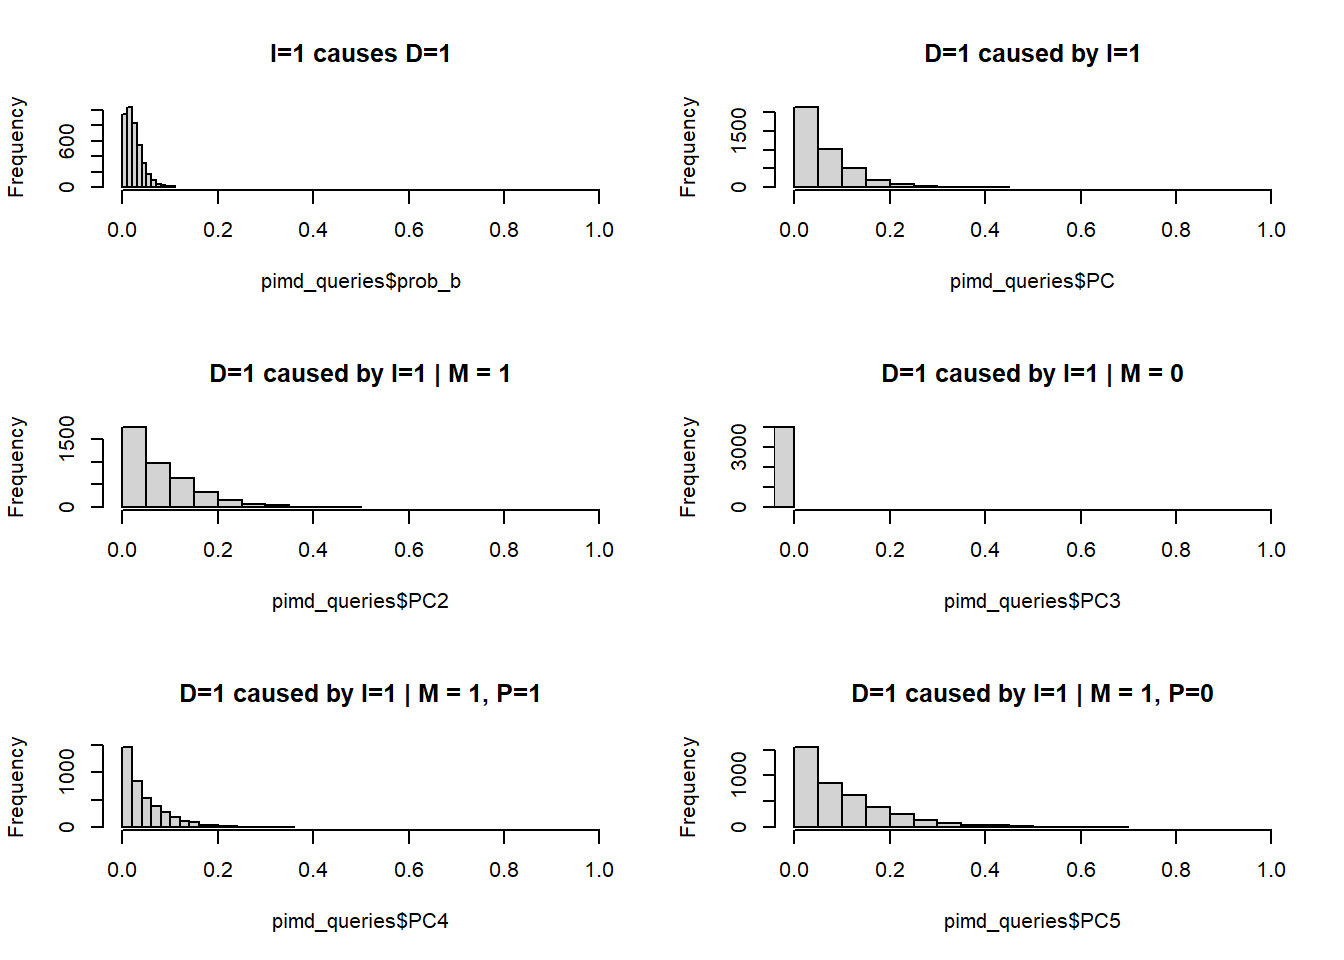 I=1 causes D=1
Frequency
0 600
0.0 0.2 0.4 0.6 0.8 1.0
pimd_queries$prob_b
D=1 caused by I=1
Frequency
0 1500
0.0 0.2 0.4 0.6 0.8 1.0
pimd_queries$PC
D=1 caused by I=1 | M = 1
Frequency
0 1500
0.0 0.2 0.4 0.6 0.8 1.0
pimd_queries$PC2
D=1 caused by I=1 | M = 0
Frequency
0 3000
0.0 0.2 0.4 0.6 0.8 1.0
pimd_queries$PC3
D=1 caused by I=1 | M = 1, P=1
Frequency
0 1000
0.0 0.2 0.4 0.6 0.8 1.0
pimd_queries$PC4
D=1 caused by I=1 | M = 1, P=0
Frequency
0 1000
0.0 0.2 0.4 0.6 0.8 1.0
pimd_queries$PC5